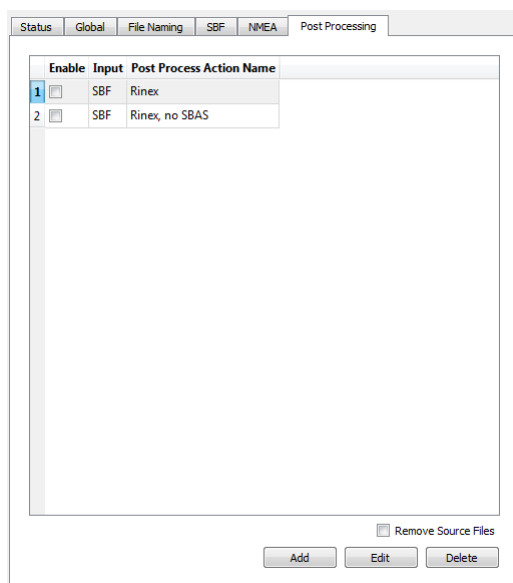 Status Global File Naming SBF NMEA Post Processing
Enable Input Post Process Action Name
1 SBF Rinex
2 SBF Rinex, no SBAS
Remove Source Files
Add Edit Delete